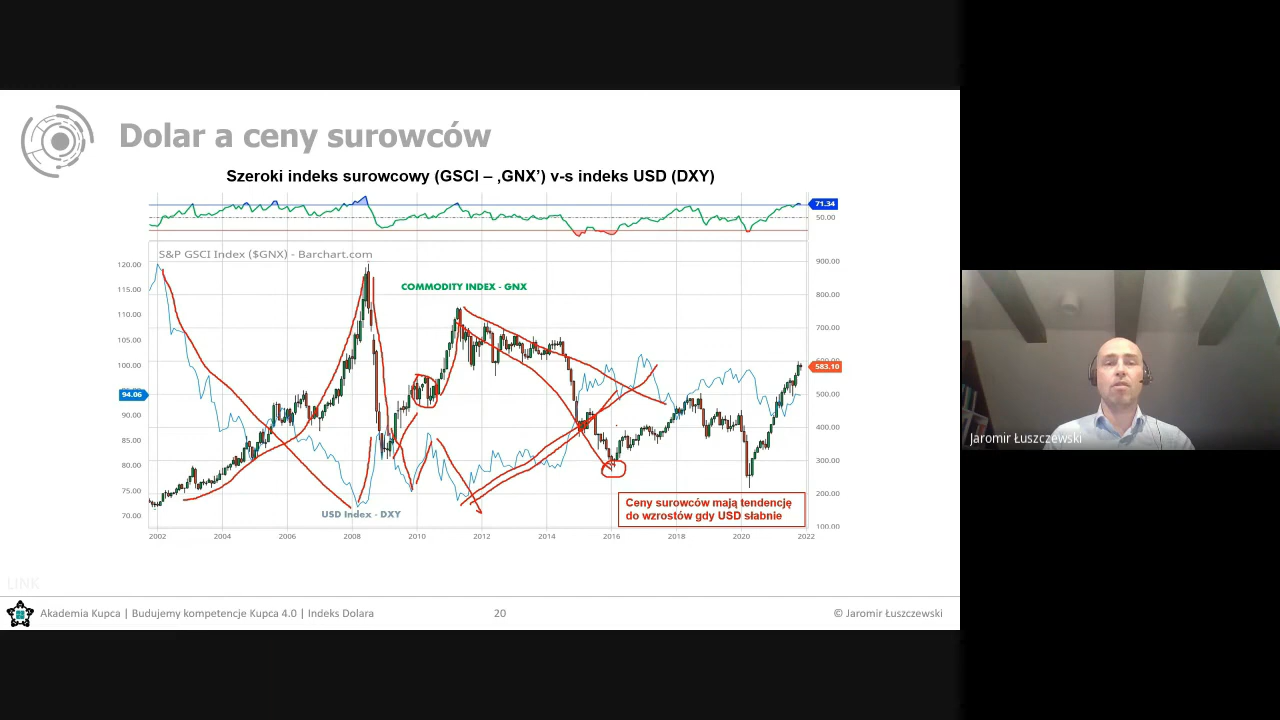 Dolar a ceny surowców
Szeroki indeks surowcowy (GSCI – ‚GNX’) v-s indeks USD (DXY)
71.34
50.00
S&P GSCI Index ($GNX) - Barchart.com
COMMODITY INDEX - GNX
120.00
115.00
110.00
105.00
100.00
94.06
90.00
85.00
80.00
75.00
70.00
900.00
800.00
700.00
600.00
583.10
500.00
400.00
300.00
200.00
100.00
USD Index - DXY
Ceny surowców mają tendencję
do wzrostów gdy USD słabnie
2002 2004 2006 2008 2010 2012 2014 2016 2018 2020 2022
LINK
Akademia Kupca | Budujemy kompetencje Kupca 4.0 | Indeks Dolara
20
© Jaromir Łuszczewski
Jaromir Łuszczewski